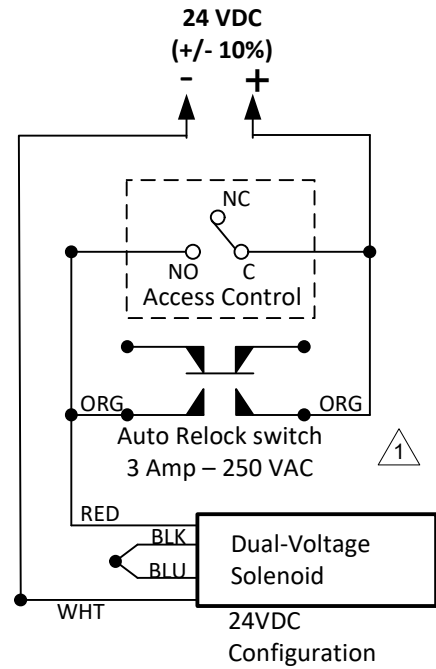 24 VDC
(+/- 10%)
- +
NC
NO C
Access Control
ORG ORG
Auto Relock switch
3 Amp – 250 VAC
1
RED
BLK
BLU
WHT
Dual-Voltage
Solenoid
24VDC
Configuration